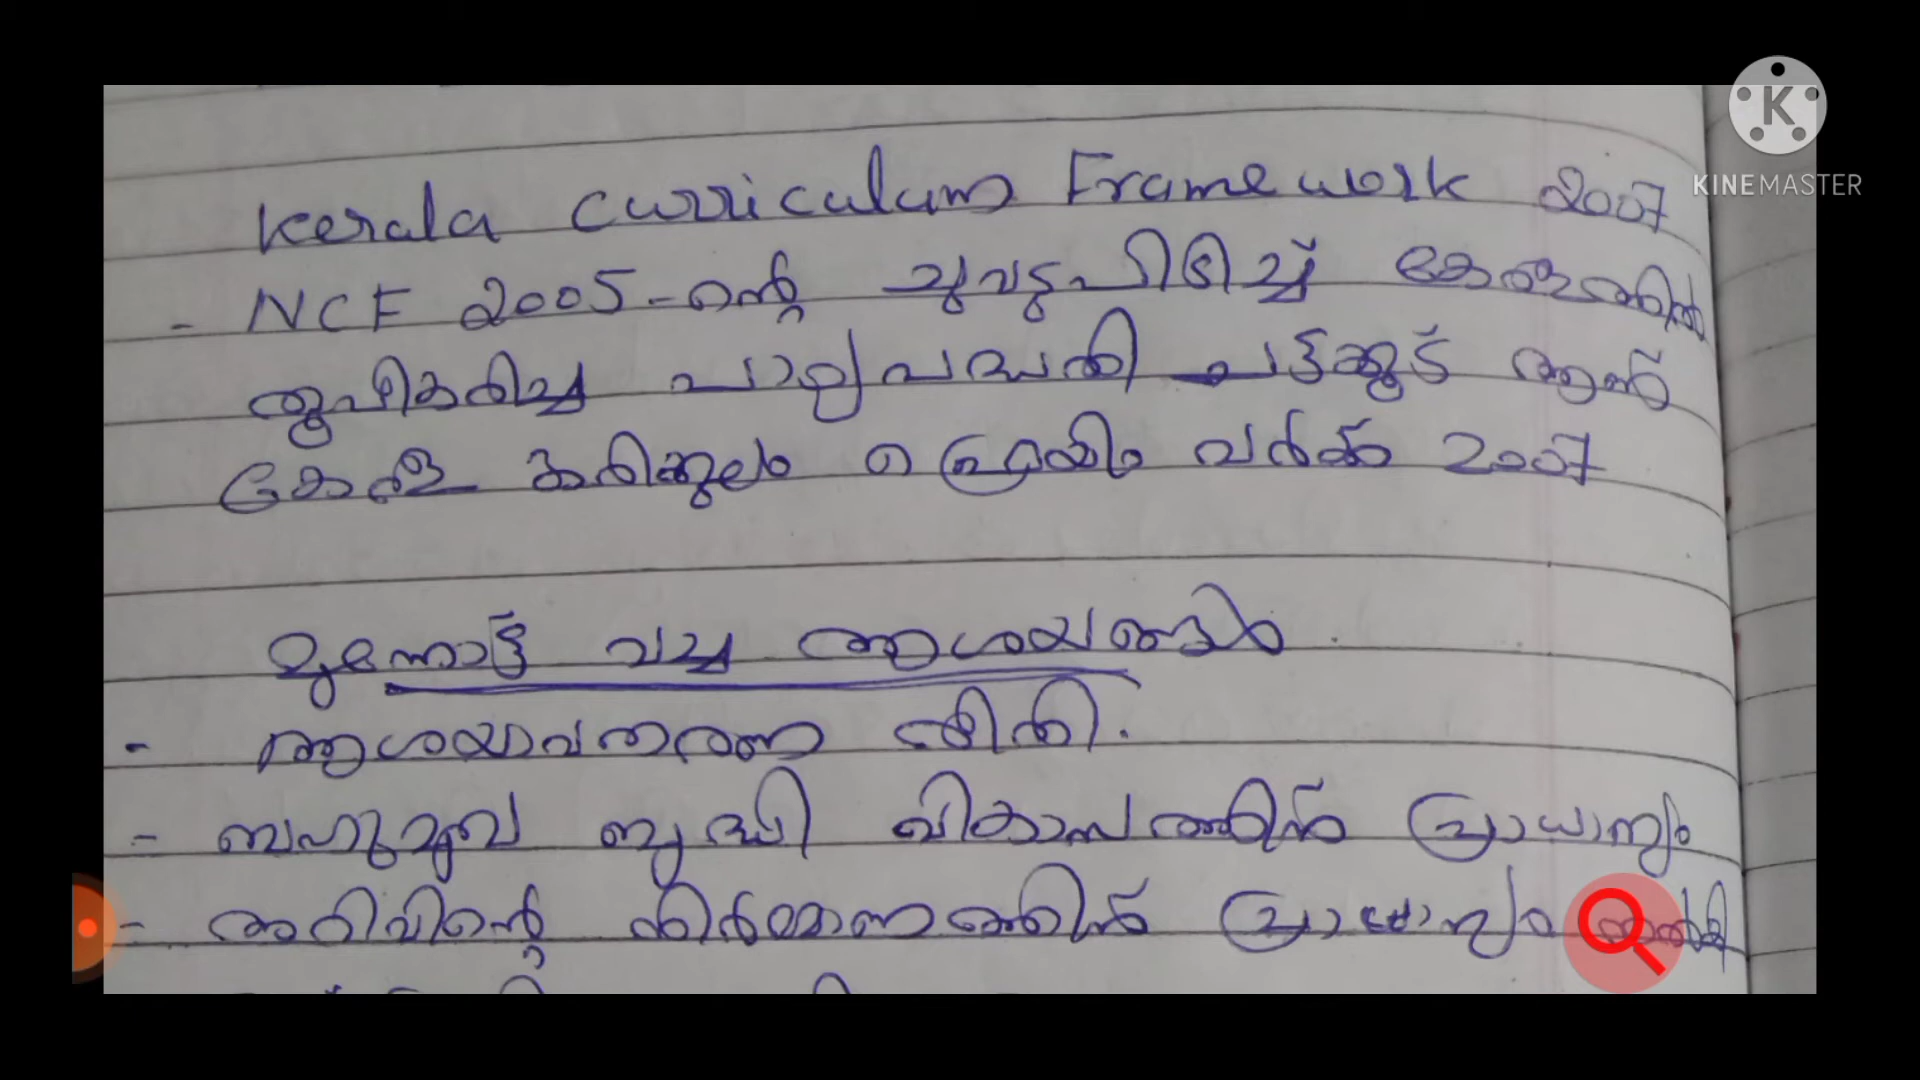 Kerala Curriculum Framework 2007
KINEMASTER
- NCF 2005-ന്റെ ചുവടുപിടിച്ച് കേരളത്തിൽ
രൂപീകരിച്ച പാഠ്യപദ്ധതി ചട്ടക്കൂട് ആണ്
കേരള കരിക്കുലം ഫ്രെയിം വർക്ക് 2007
മുന്നോട്ട് വച്ച ആശയങ്ങൾ.
- ആശയാവതരണ രീതി.
- ബഹുമുഖ ബുദ്ധി വികാസത്തിന് പ്രാധാന്യം
- അറിവിന്റെ നിർമ്മാണത്തിന് പ്രാധാന്യം നൽകി